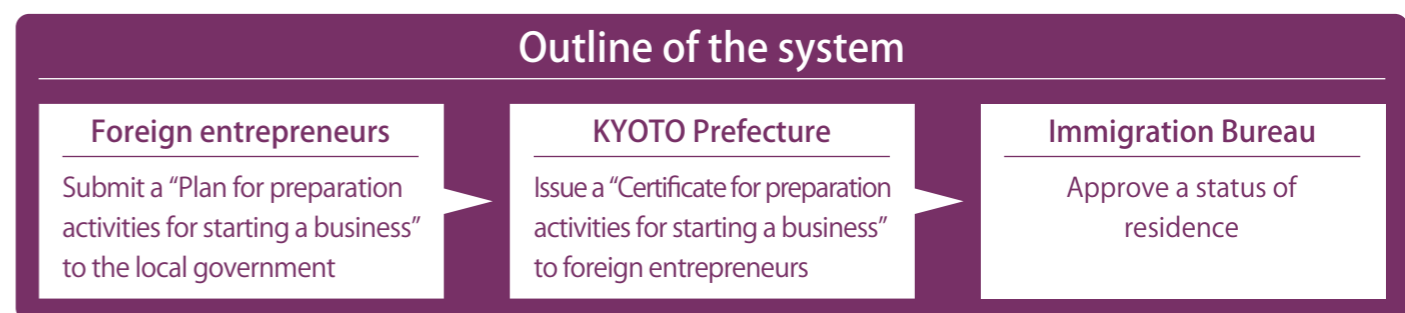 Outline of the system
Foreign entrepreneurs
Submit a “Plan for preparation
activities for starting a business”
to the local government
KYOTO Prefecture
Issue a “Certificate for preparation
activities for starting a business”
to foreign entrepreneurs
Immigration Bureau
Approve a status of
residence